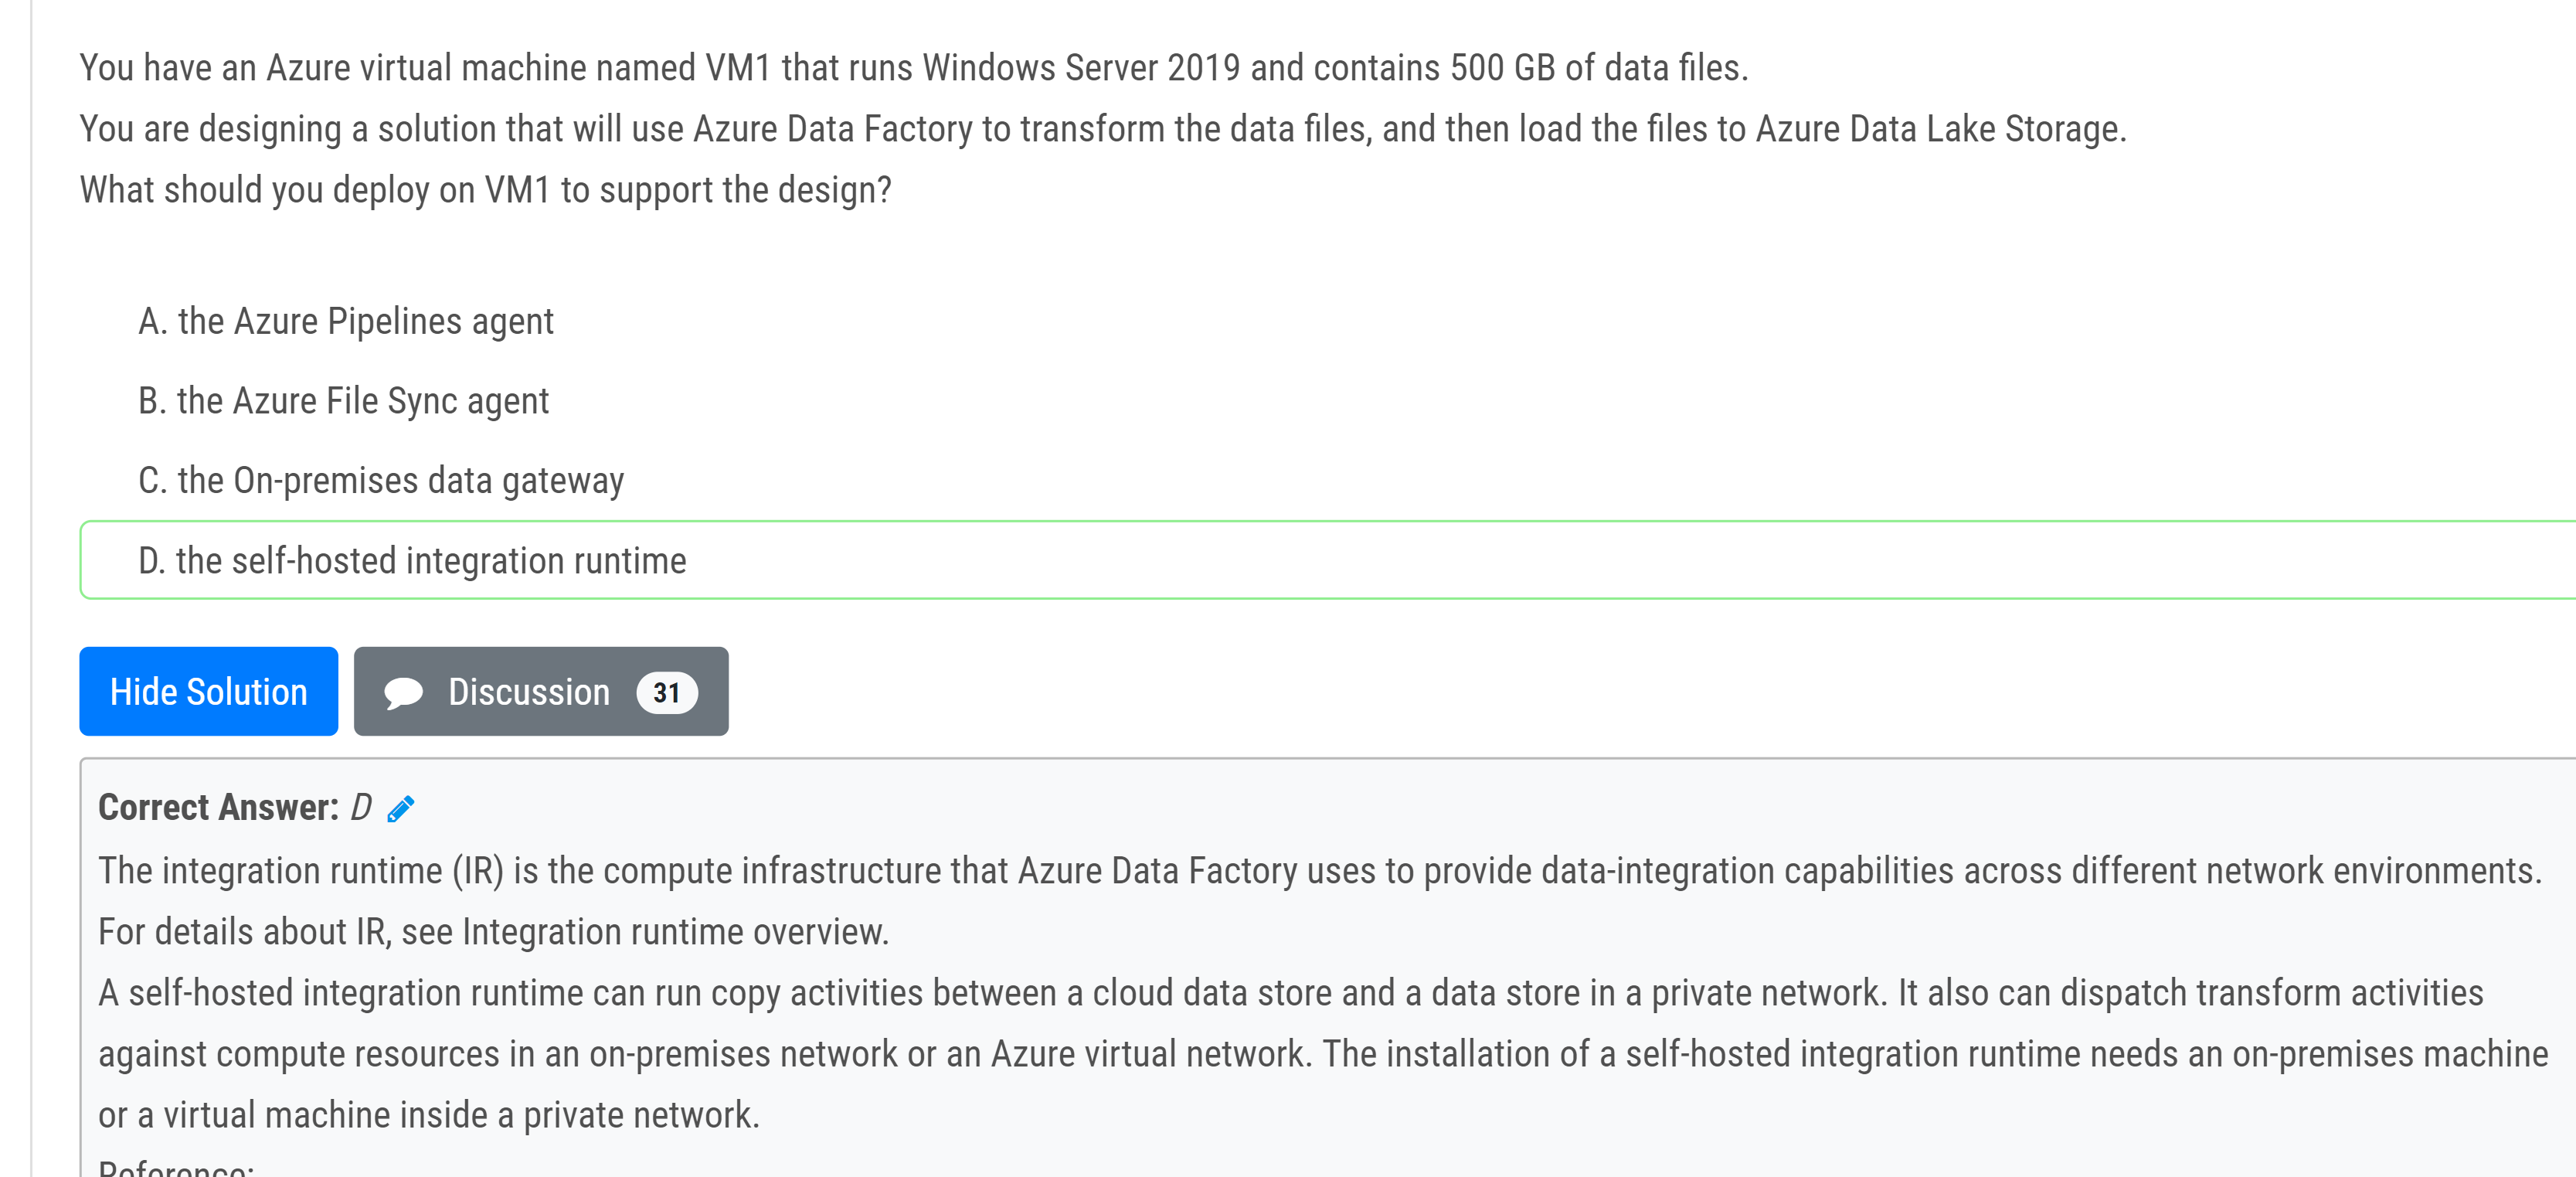 You have an Azure virtual machine named VM1 that runs Windows Server 2019 and contains 500 GB of data files.
You are designing a solution that will use Azure Data Factory to transform the data files, and then load the files to Azure Data Lake Storage.
What should you deploy on VM1 to support the design?
A. the Azure Pipelines agent
B. the Azure File Sync agent
C. the On-premises data gateway
D. the self-hosted integration runtime
Hide Solution Discussion 31
Correct Answer: D
The integration runtime (IR) is the compute infrastructure that Azure Data Factory uses to provide data-integration capabilities across different network environments.
For details about IR, see Integration runtime overview.
A self-hosted integration runtime can run copy activities between a cloud data store and a data store in a private network. It also can dispatch transform activities
against compute resources in an on-premises network or an Azure virtual network. The installation of a self-hosted integration runtime needs an on-premises machine
or a virtual machine inside a private network.
Reference: